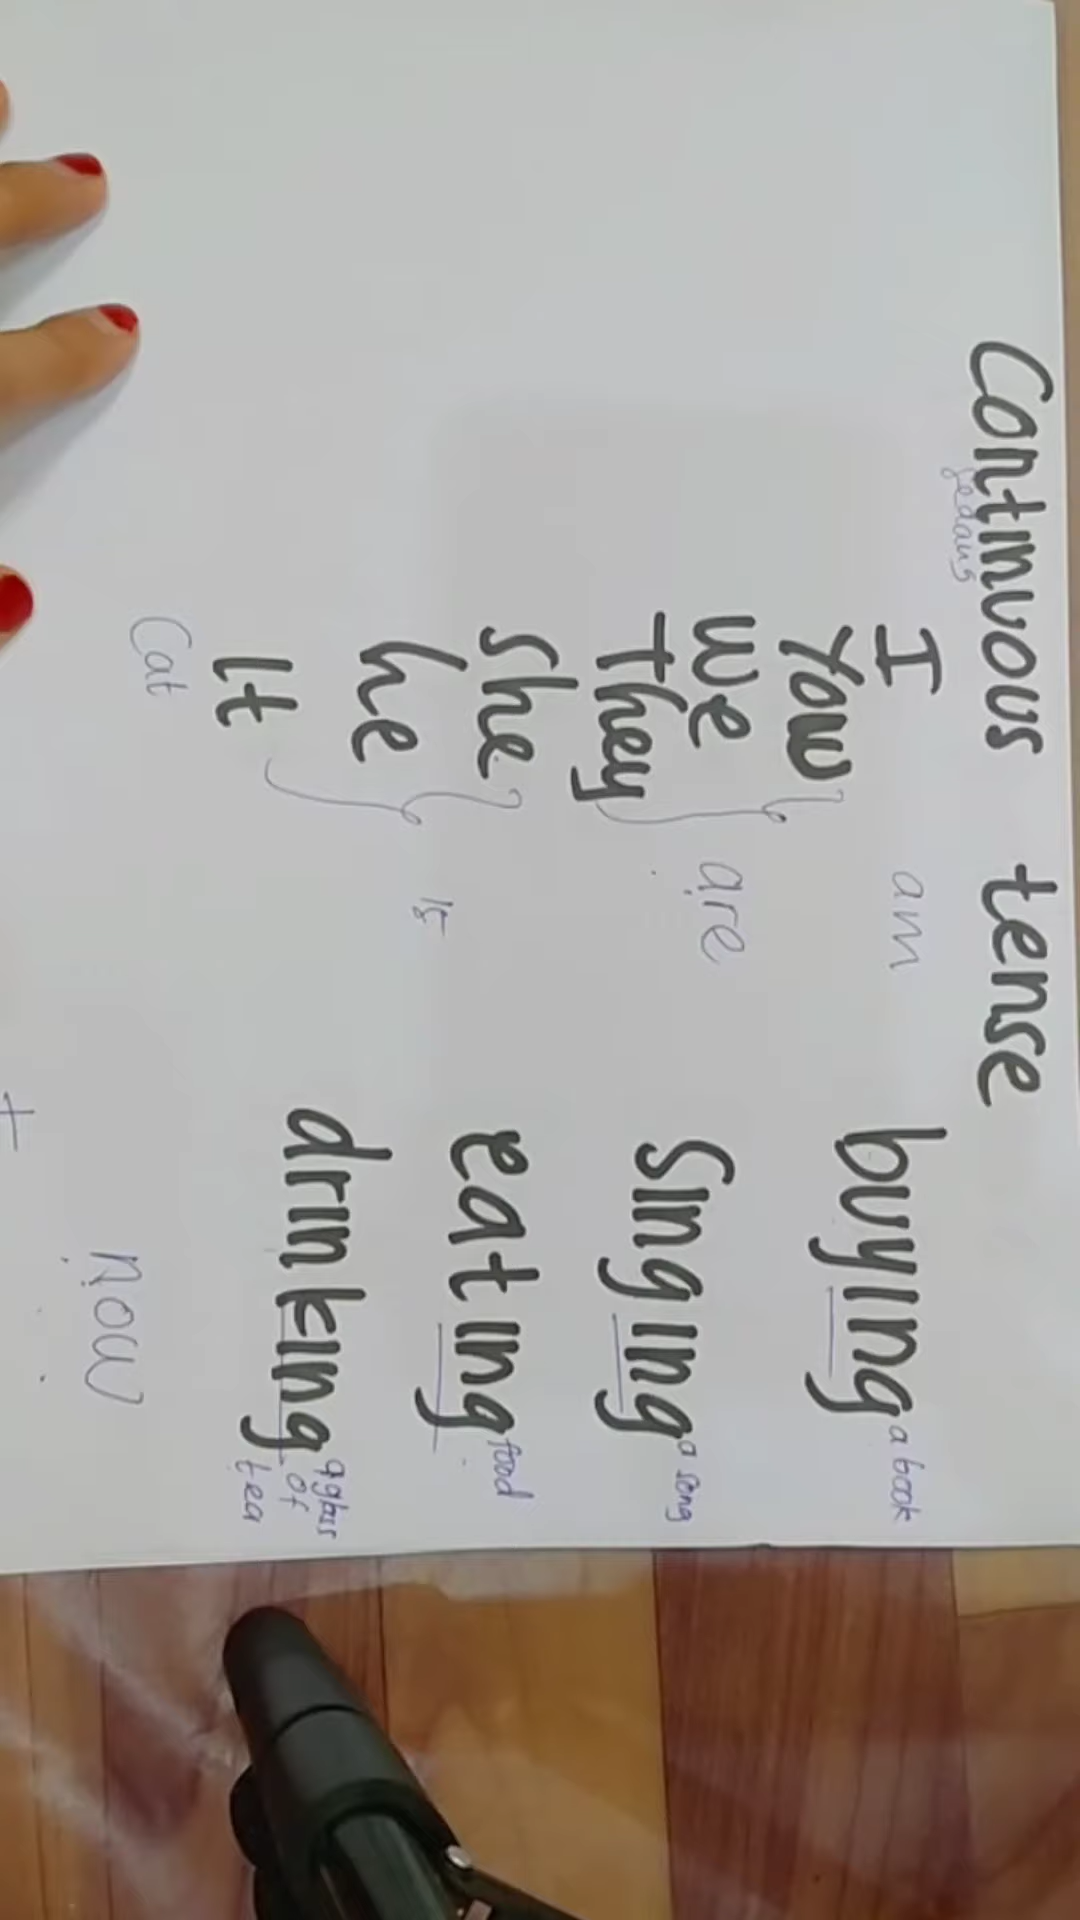 Continuous tense
sedang
I am buying a book
You
we are singing a song
They
she
he is eating food
It drinking a glass of tea
Cat
now
+